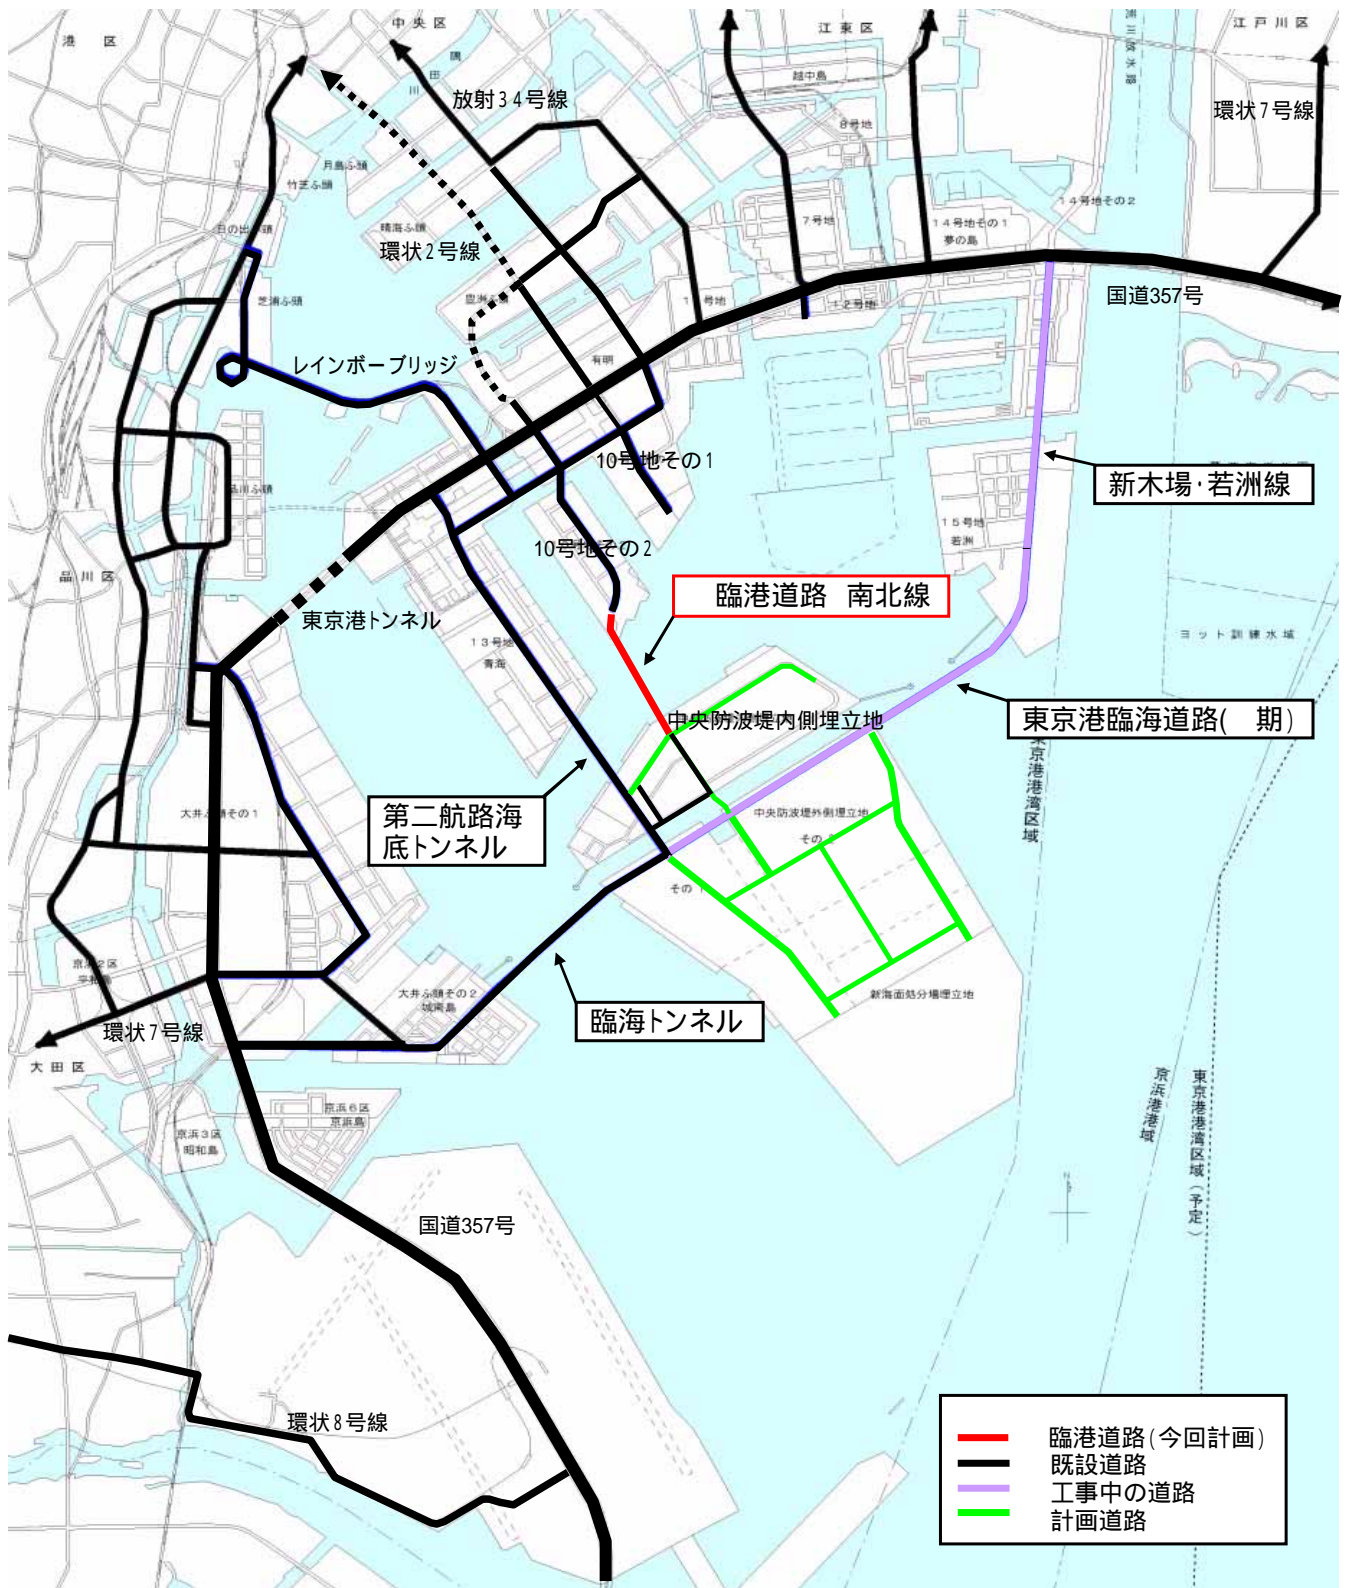 港 区
中 央 区
江 東 区
江 戸 川 区
隅
田
川
放 水 路
越中島
放射34号線
8号地
環状7号線
月島ふ頭
竹芝ふ頭
14号地その2
日の出ふ頭
晴海ふ頭
7号地
14号地その1
夢の島
環状2号線
芝浦ふ頭
豊洲ふ頭
12号地
国道357号
レインボーブリッジ
有明
10号地その1
新木場・若洲線
品川ふ頭
15号地
若洲
品 川 区
10号地その2
臨港道路 南北線
東京港トンネル
13号地
青海
ヨット訓練水域
中央防波堤内側埋立地
東京港臨海道路( 期)
東京港港湾区域
第二航路海
底トンネル
大井ふ頭その1
中央防波堤外側埋立地
その
その
京浜2区
平和島
大井ふ頭その2
城南島
新海面処分場埋立地
臨海トンネル
環状7号線
大 田 区
京浜港港域
東京港港湾区域(予定)
京浜6区
京浜島
京浜3区
昭和島
N
国道357号
環状8号線
臨港道路(今回計画)
既設道路
工事中の道路
計画道路